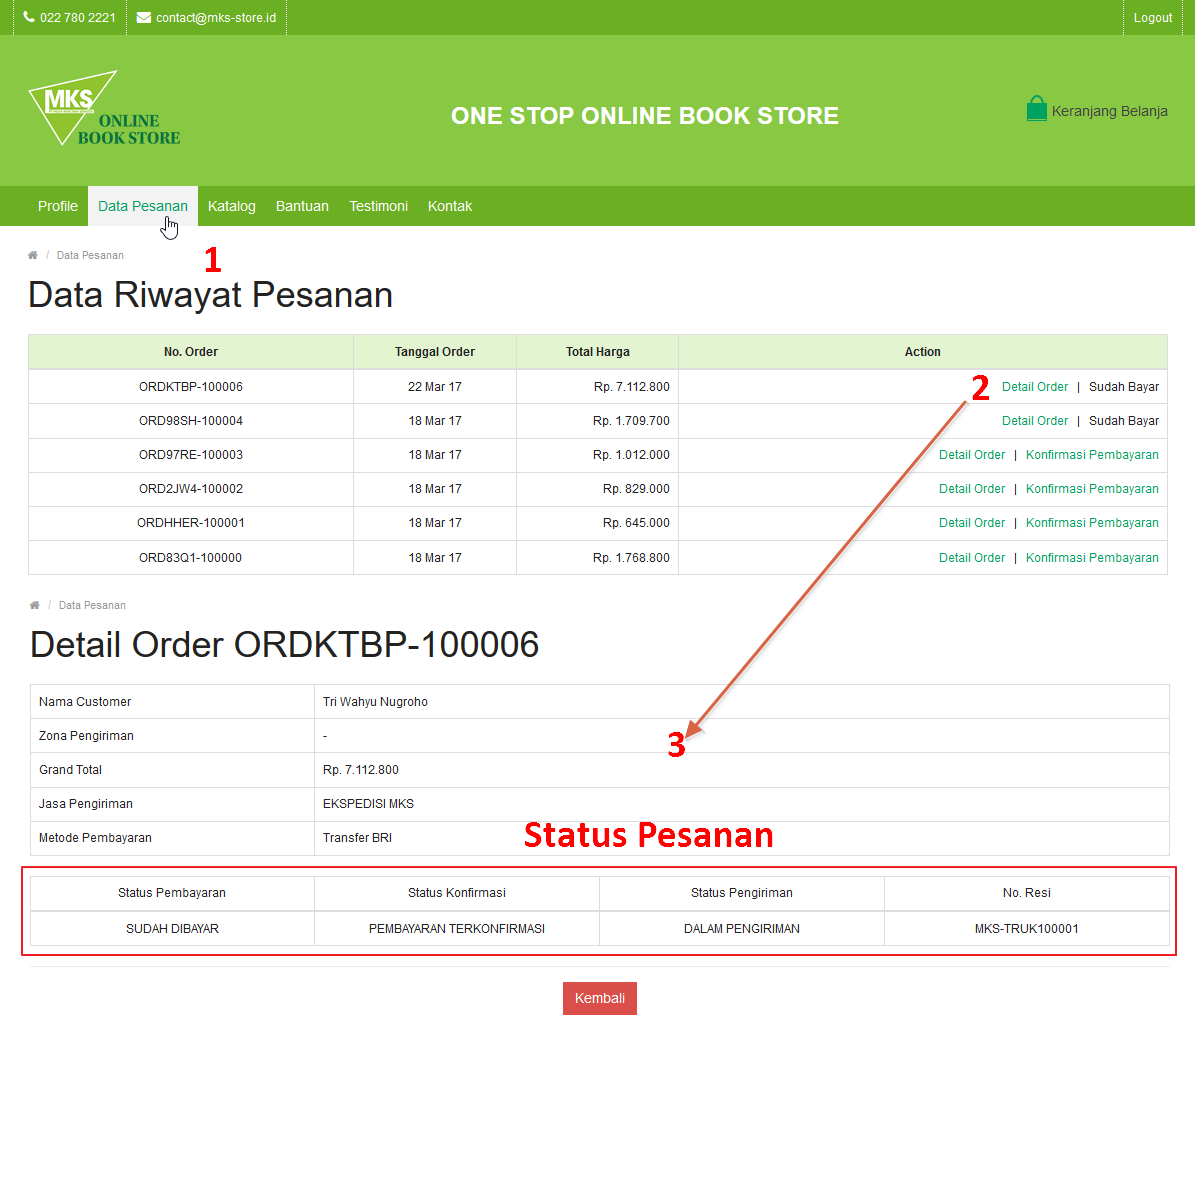 022 780 2221 contact@mks-store.id Logout
MKS
ONLINE
BOOK STORE
ONE STOP ONLINE BOOK STORE
Keranjang Belanja
Profile Data Pesanan Katalog Bantuan Testimoni Kontak
/ Data Pesanan
1
Data Riwayat Pesanan
No. Order Tanggal Order Total Harga Action
ORDKTBP-100006 22 Mar 17 Rp. 7.112.800 2 Detail Order | Sudah Bayar
ORD98SH-100004 18 Mar 17 Rp. 1.709.700 Detail Order | Sudah Bayar
ORD97RE-100003 18 Mar 17 Rp. 1.012.000 Detail Order | Konfirmasi Pembayaran
ORD2JW4-100002 18 Mar 17 Rp. 829.000 Detail Order | Konfirmasi Pembayaran
ORDHHER-100001 18 Mar 17 Rp. 645.000 Detail Order | Konfirmasi Pembayaran
ORD83Q1-100000 18 Mar 17 Rp. 1.768.800 Detail Order | Konfirmasi Pembayaran
/ Data Pesanan
Detail Order ORDKTBP-100006
Nama Customer Tri Wahyu Nugroho
Zona Pengiriman -
3
Grand Total Rp. 7.112.800
Jasa Pengiriman EKSPEDISI MKS
Metode Pembayaran Transfer BRI
Status Pesanan
Status Pembayaran Status Konfirmasi Status Pengiriman No. Resi
SUDAH DIBAYAR PEMBAYARAN TERKONFIRMASI DALAM PENGIRIMAN MKS-TRUK100001
Kembali